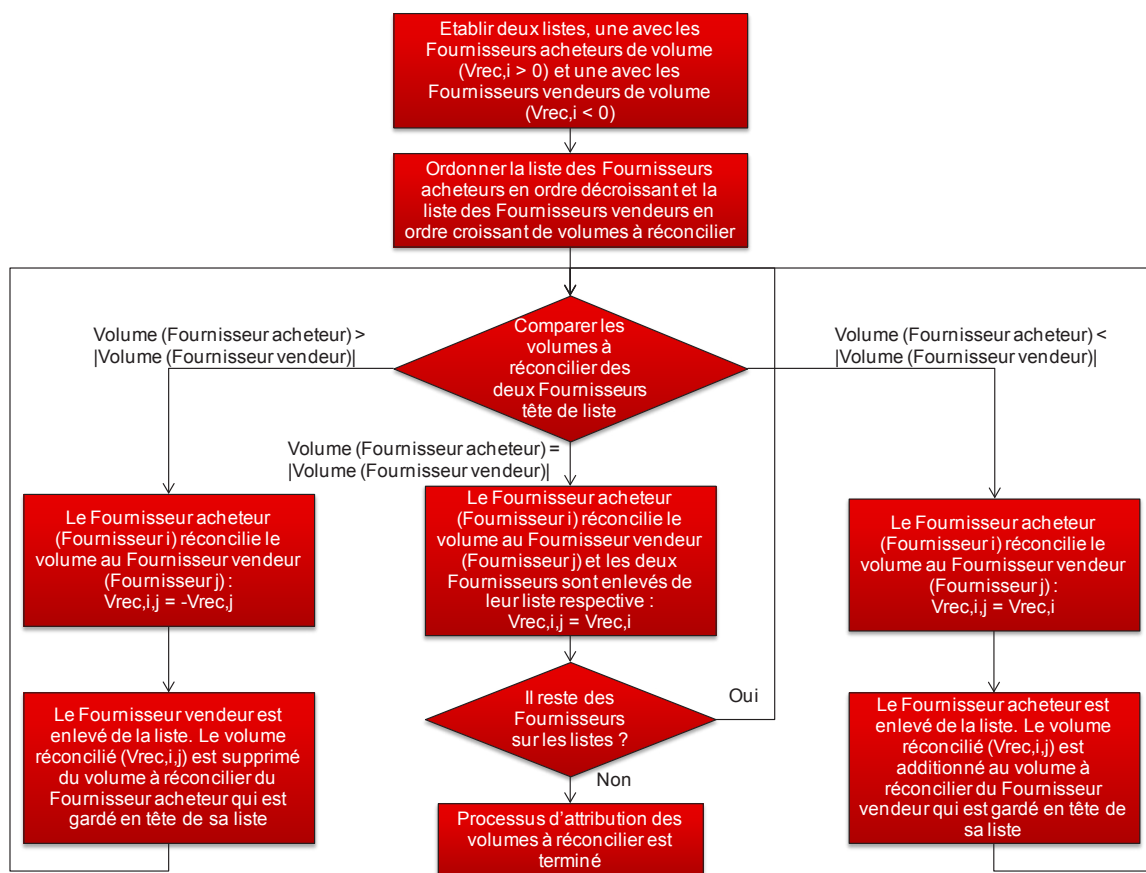 Etablir deux listes, une avec les
Fournisseurs acheteurs de volume
(Vrec,i > 0) et une avec les
Fournisseurs vendeurs de volume
(Vrec,i < 0)
Ordonner la liste des Fournisseurs
acheteurs en ordre décroissant et la
liste des Fournisseurs vendeurs en
ordre croissant de volumes à réconcilier
Volume (Fournisseur acheteur) >
|Volume (Fournisseur vendeur)|
Comparer les
volumes à
réconcilier des
deux Fournisseurs
tête de liste
Volume (Fournisseur acheteur) <
|Volume (Fournisseur vendeur)|
Volume (Fournisseur acheteur) =
|Volume (Fournisseur vendeur)|
Le Fournisseur acheteur
(Fournisseur i) réconcilie le
volume au Fournisseur vendeur
(Fournisseur j) :
Vrec,i,j = -Vrec,j
Le Fournisseur acheteur
(Fournisseur i) réconcilie le
volume au Fournisseur vendeur
(Fournisseur j) et les deux
Fournisseurs sont enlevés de
leur liste respective :
Vrec,i,j = Vrec,i
Le Fournisseur acheteur
(Fournisseur i) réconcilie le
volume au Fournisseur vendeur
(Fournisseur j) :
Vrec,i,j = Vrec,i
Le Fournisseur vendeur est
enlevé de la liste. Le volume
réconcilié (Vrec,i,j) est supprimé
du volume à réconcilier du
Fournisseur acheteur qui est
gardé en tête de sa liste
Il reste des
Fournisseurs
sur les listes ?
Oui
Non
Le Fournisseur acheteur est
enlevé de la liste. Le volume
réconcilié (Vrec,i,j) est
additionné au volume à
réconcilier du Fournisseur
vendeur qui est gardé en tête de
sa liste
Processus d'attribution des
volumes à réconcilier est
terminé